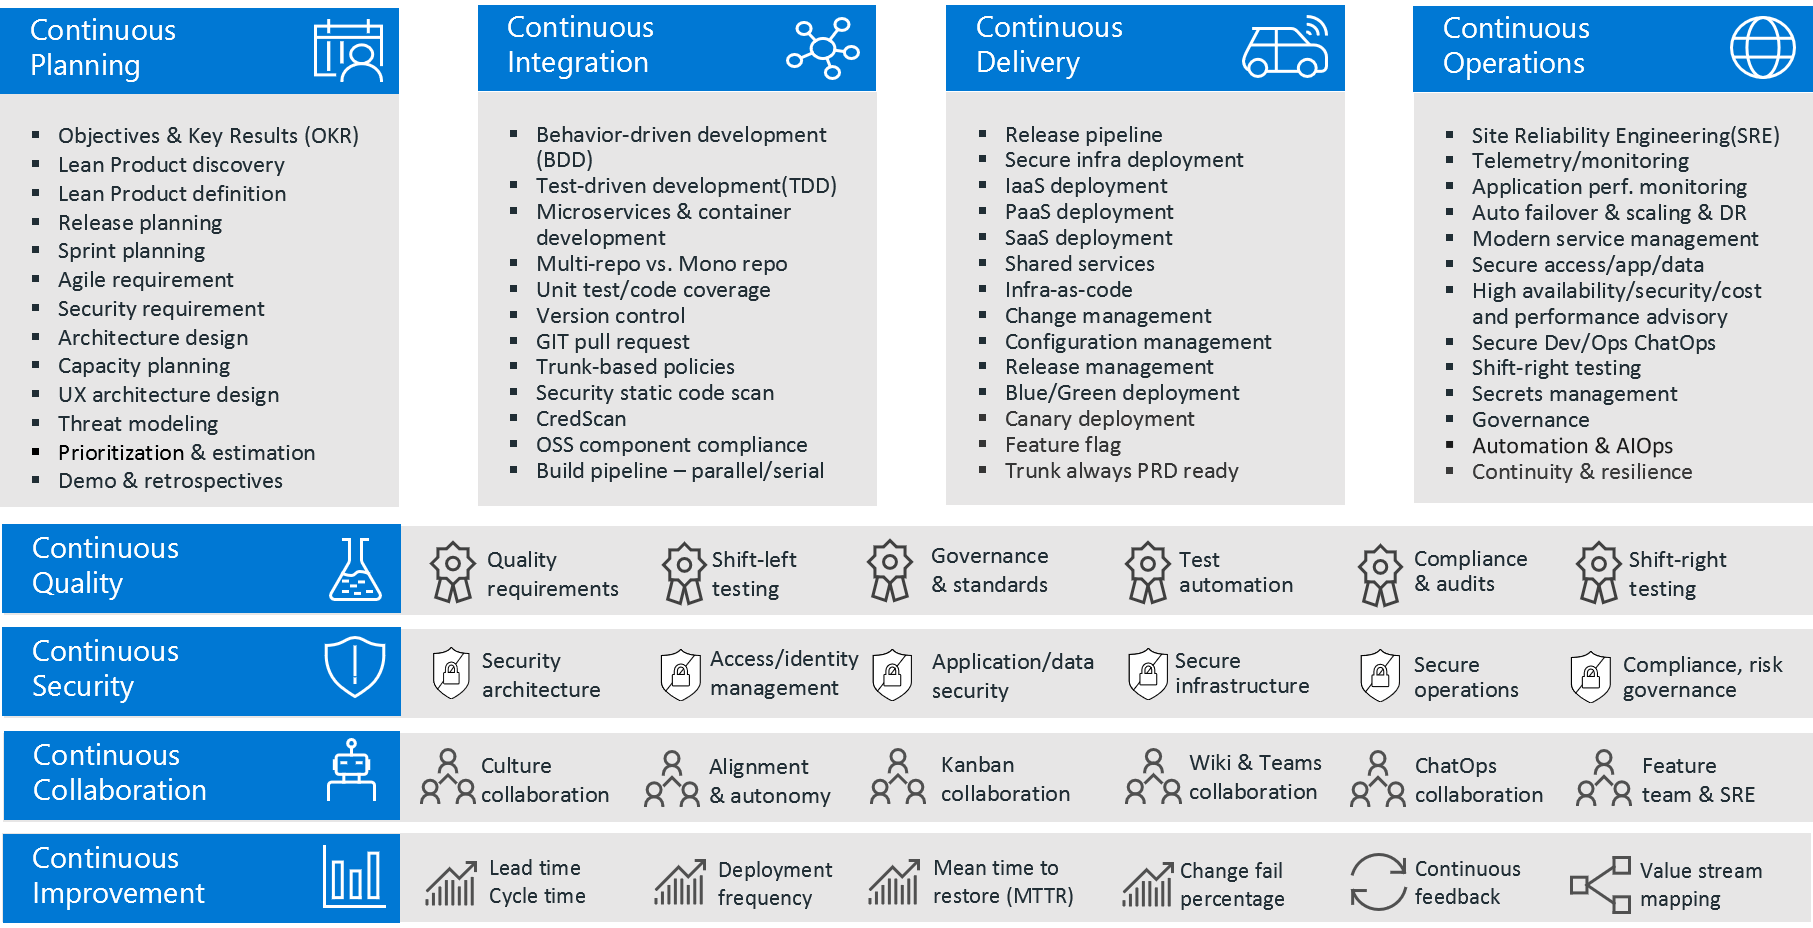 Continuous
Planning
Objectives & Key Results (OKR)
Lean Product discovery
Lean Product definition
Release planning
Sprint planning
Agile requirement
Security requirement
Architecture design
Capacity planning
UX architecture design
Threat modeling
Prioritization & estimation
Demo & retrospectives
Continuous
Integration
Behavior-driven development
(BDD)
Test-driven development(TDD)
Microservices & container
development
Multi-repo vs. Mono repo
Unit test/code coverage
Version control
GIT pull request
Trunk-based policies
Security static code scan
CredScan
OSS component compliance
Build pipeline – parallel/serial
Continuous
Delivery
Release pipeline
Secure infra deployment
IaaS deployment
PaaS deployment
SaaS deployment
Shared services
Infra-as-code
Change management
Configuration management
Release management
Blue/Green deployment
Canary deployment
Feature flag
Trunk always PRD ready
Continuous
Operations
Site Reliability Engineering(SRE)
Telemetry/monitoring
Application perf. monitoring
Auto failover & scaling & DR
Modern service management
Secure access/app/data
High availability/security/cost
and performance advisory
Secure Dev/Ops ChatOps
Shift-right testing
Secrets management
Governance
Automation & AIOps
Continuity & resilience
Continuous
Quality
Quality
requirements
Shift-left
testing
Governance
& standards
Test
automation
Compliance
& audits
Shift-right
testing
Continuous
Security
Security
architecture
Access/identity
management
Application/data
security
Secure
infrastructure
Secure
operations
Compliance, risk
governance
Continuous
Collaboration
Culture
collaboration
Alignment
& autonomy
Kanban
collaboration
Wiki & Teams
collaboration
ChatOps
collaboration
Feature
team & SRE
Continuous
Improvement
Lead time
Cycle time
Deployment
frequency
Mean time to
restore (MTTR)
Change fail
percentage
Continuous
feedback
Value stream
mapping